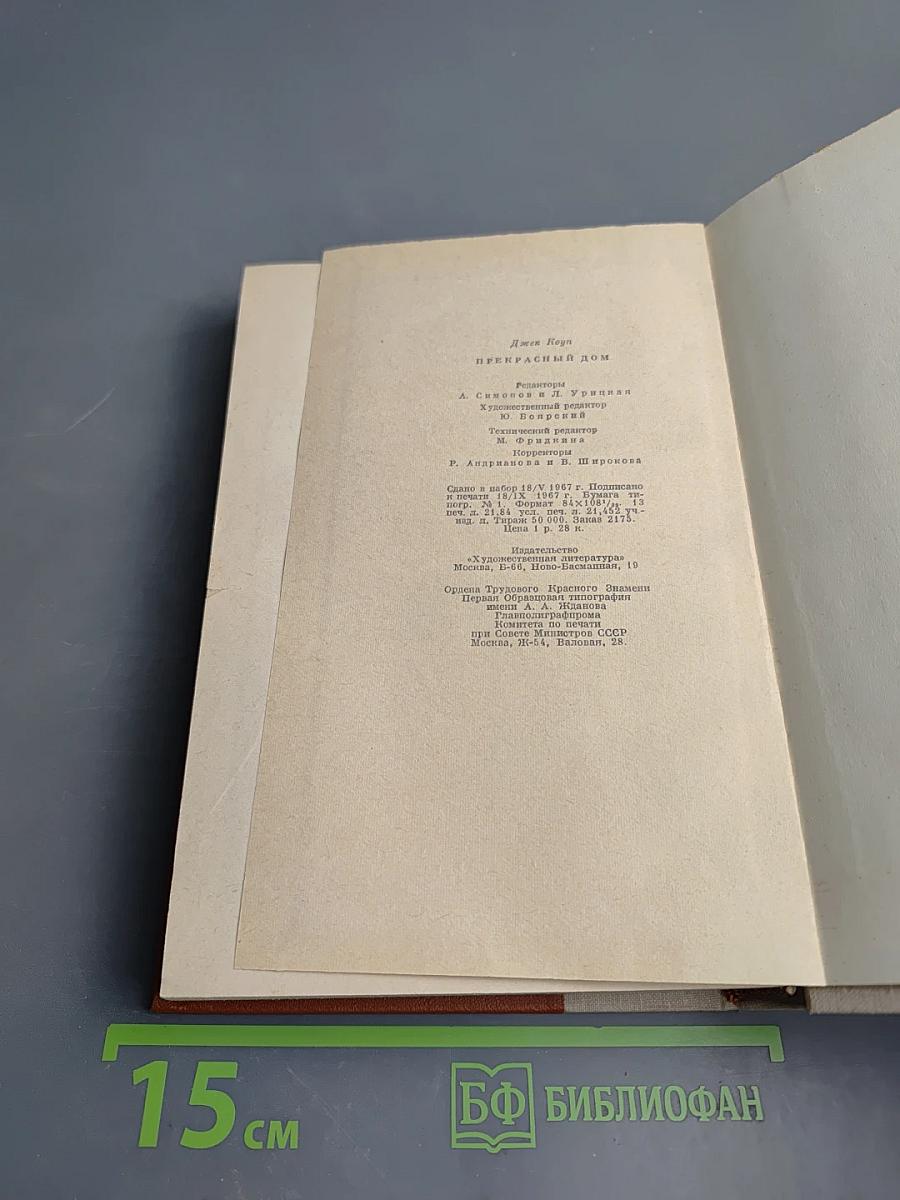 Джек Коуп
ПРЕКРАСНЫЙ ДОМ
Редакторы
А. Симонов и Л. Урицкая
Художественный редактор
Ю. Боярский
Технический редактор
М. Фридкина
Корректоры
Р. Андрианова и В. Широкова
Сдано в набор 18/V 1967 г. Подписано
к печати 18/IX 1967 г. Бумага ти-
погр. № 1. Формат 84×108¹/₃₂. 13
печ. л. 21,84 усл. печ. л. 21,452 уч.-
изд. л. Тираж 50 000. Заказ 2175.
Цена 1 р. 28 к.
Издательство
«Художественная литература»
Москва, Б-66, Ново-Басманная, 19
Ордена Трудового Красного Знамени
Первая Образцовая типография
имени А. А. Жданова
Главполиграфпрома
Комитета по печати
при Совете Министров СССР
Москва, Ж-54, Валовая, 28.
15 см
БФ БИБЛИОФАН